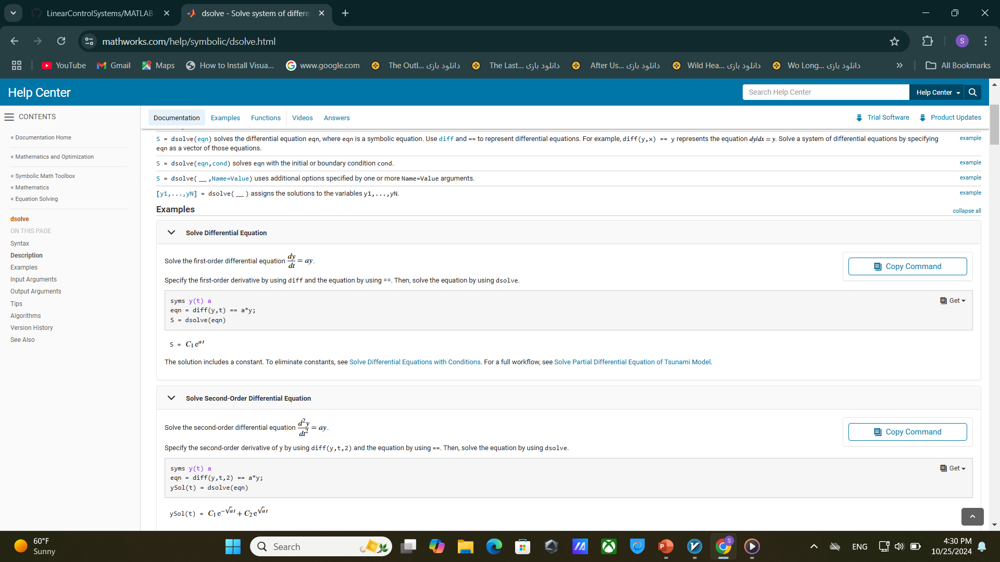 LinearControlSystems/MATLAB-
dsolve - Solve system of differe
mathworks.com/help/symbolic/dsolve.html
S
YouTube
Gmail
Maps
How to Install Visua...
www.google.com
The Outl... دانلود بازی
The Last... دانلود بازی
After Us... دانلود بازی
Wild Hea... دانلود بازی
Wo Long... دانلود بازی
All Bookmarks
Help Center
Search Help Center
Help Center
CONTENTS
Documentation
Examples
Functions
Videos
Answers
Trial Software
Product Updates
« Documentation Home
« Mathematics and Optimization
« Symbolic Math Toolbox
« Mathematics
« Equation Solving
dsolve
ON THIS PAGE
Syntax
Description
Examples
Input Arguments
Output Arguments
Tips
Algorithms
Version History
See Also
S = dsolve(eqn) solves the differential equation eqn, where eqn is a symbolic equation. Use diff and == to represent differential equations. For example, diff(y,x) == y represents the equation dy/dx = y. Solve a system of differential equations by specifying
example
eqn as a vector of those equations.
S = dsolve(eqn,cond) solves eqn with the initial or boundary condition cond.
example
S = dsolve(__,Name=Value) uses additional options specified by one or more Name=Value arguments.
example
[y1,...,yN] = dsolve(__) assigns the solutions to the variables y1,...,yN.
example
Examples
collapse all
Solve Differential Equation
Solve the first-order differential equation dy/dt = ay.
Copy Command
Specify the first-order derivative by using diff and the equation by using ==. Then, solve the equation by using dsolve.
syms y(t) a
Get
eqn = diff(y,t) == a*y;
S = dsolve(eqn)
S = C₁ e^{a t}
The solution includes a constant. To eliminate constants, see Solve Differential Equations with Conditions. For a full workflow, see Solve Partial Differential Equation of Tsunami Model.
Solve Second-Order Differential Equation
Solve the second-order differential equation d²y/dt² = ay.
Copy Command
Specify the second-order derivative of y by using diff(y,t,2) and the equation by using ==. Then, solve the equation by using dsolve.
syms y(t) a
Get
eqn = diff(y,t,2) == a*y;
ySol(t) = dsolve(eqn)
ySol(t) = C₁ e^{-√a t} + C₂ e^{√a t}
60°F
Sunny
Search
P
S
ENG
4:30 PM
10/25/2024